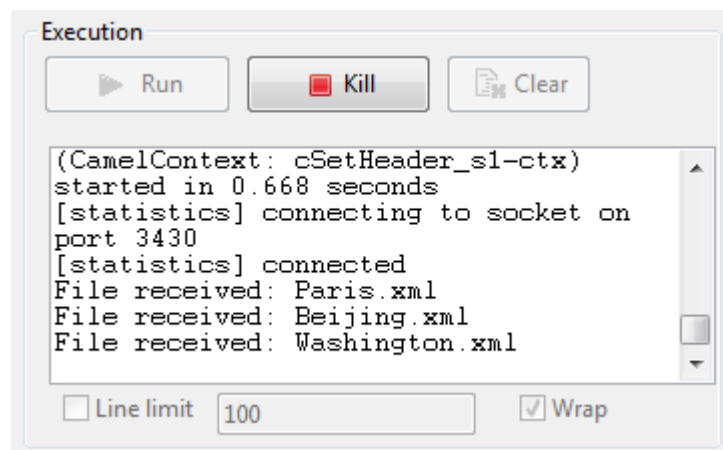 Execution
Run Kill Clear
(CamelContext: cSetHeader_s1-ctx)
started in 0.668 seconds
[statistics] connecting to socket on
port 3430
[statistics] connected
File received: Paris.xml
File received: Beijing.xml
File received: Washington.xml
Line limit 100 Wrap